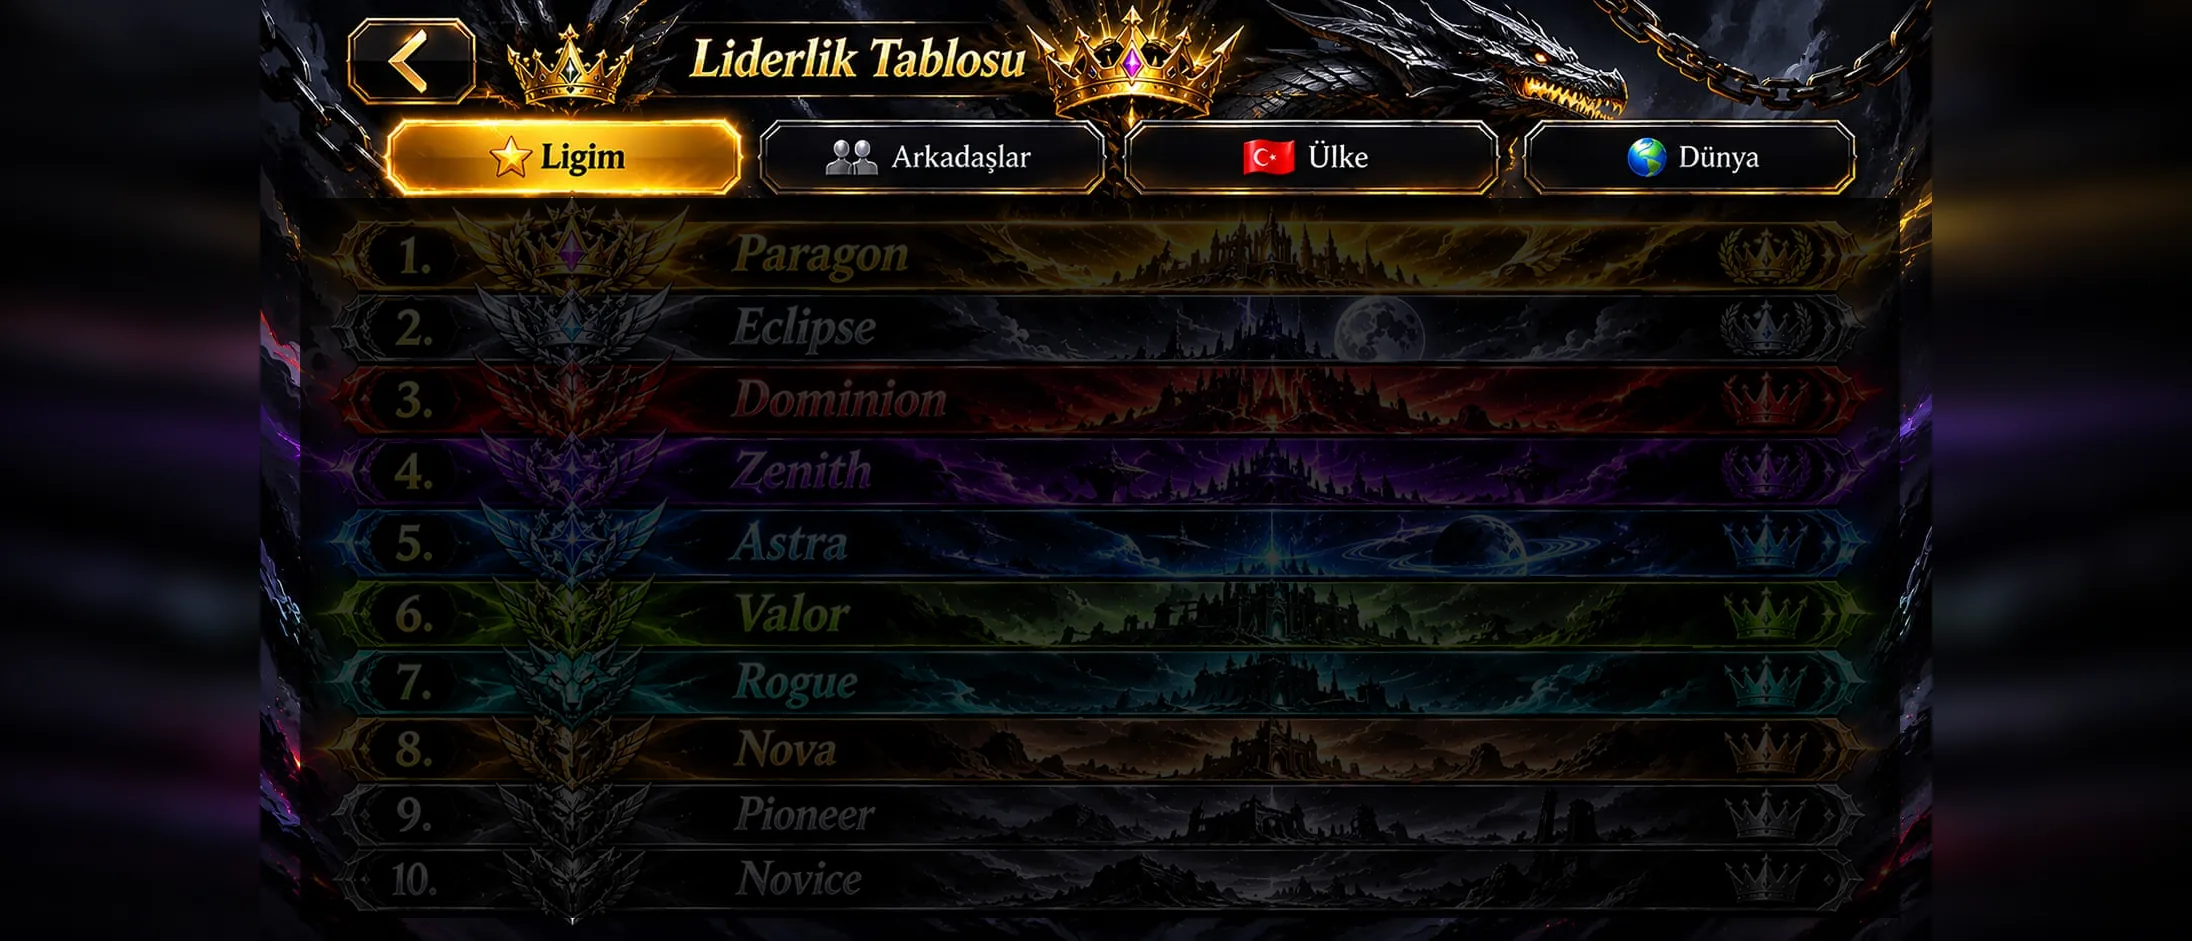 Liderlik Tablosu
Ligim
Arkadaşlar
Ülke
Dünya
1. Paragon
2. Eclipse
3. Dominion
4. Zenith
5. Astra
6. Valor
7. Rogue
8. Nova
9. Pioneer
10. Novice